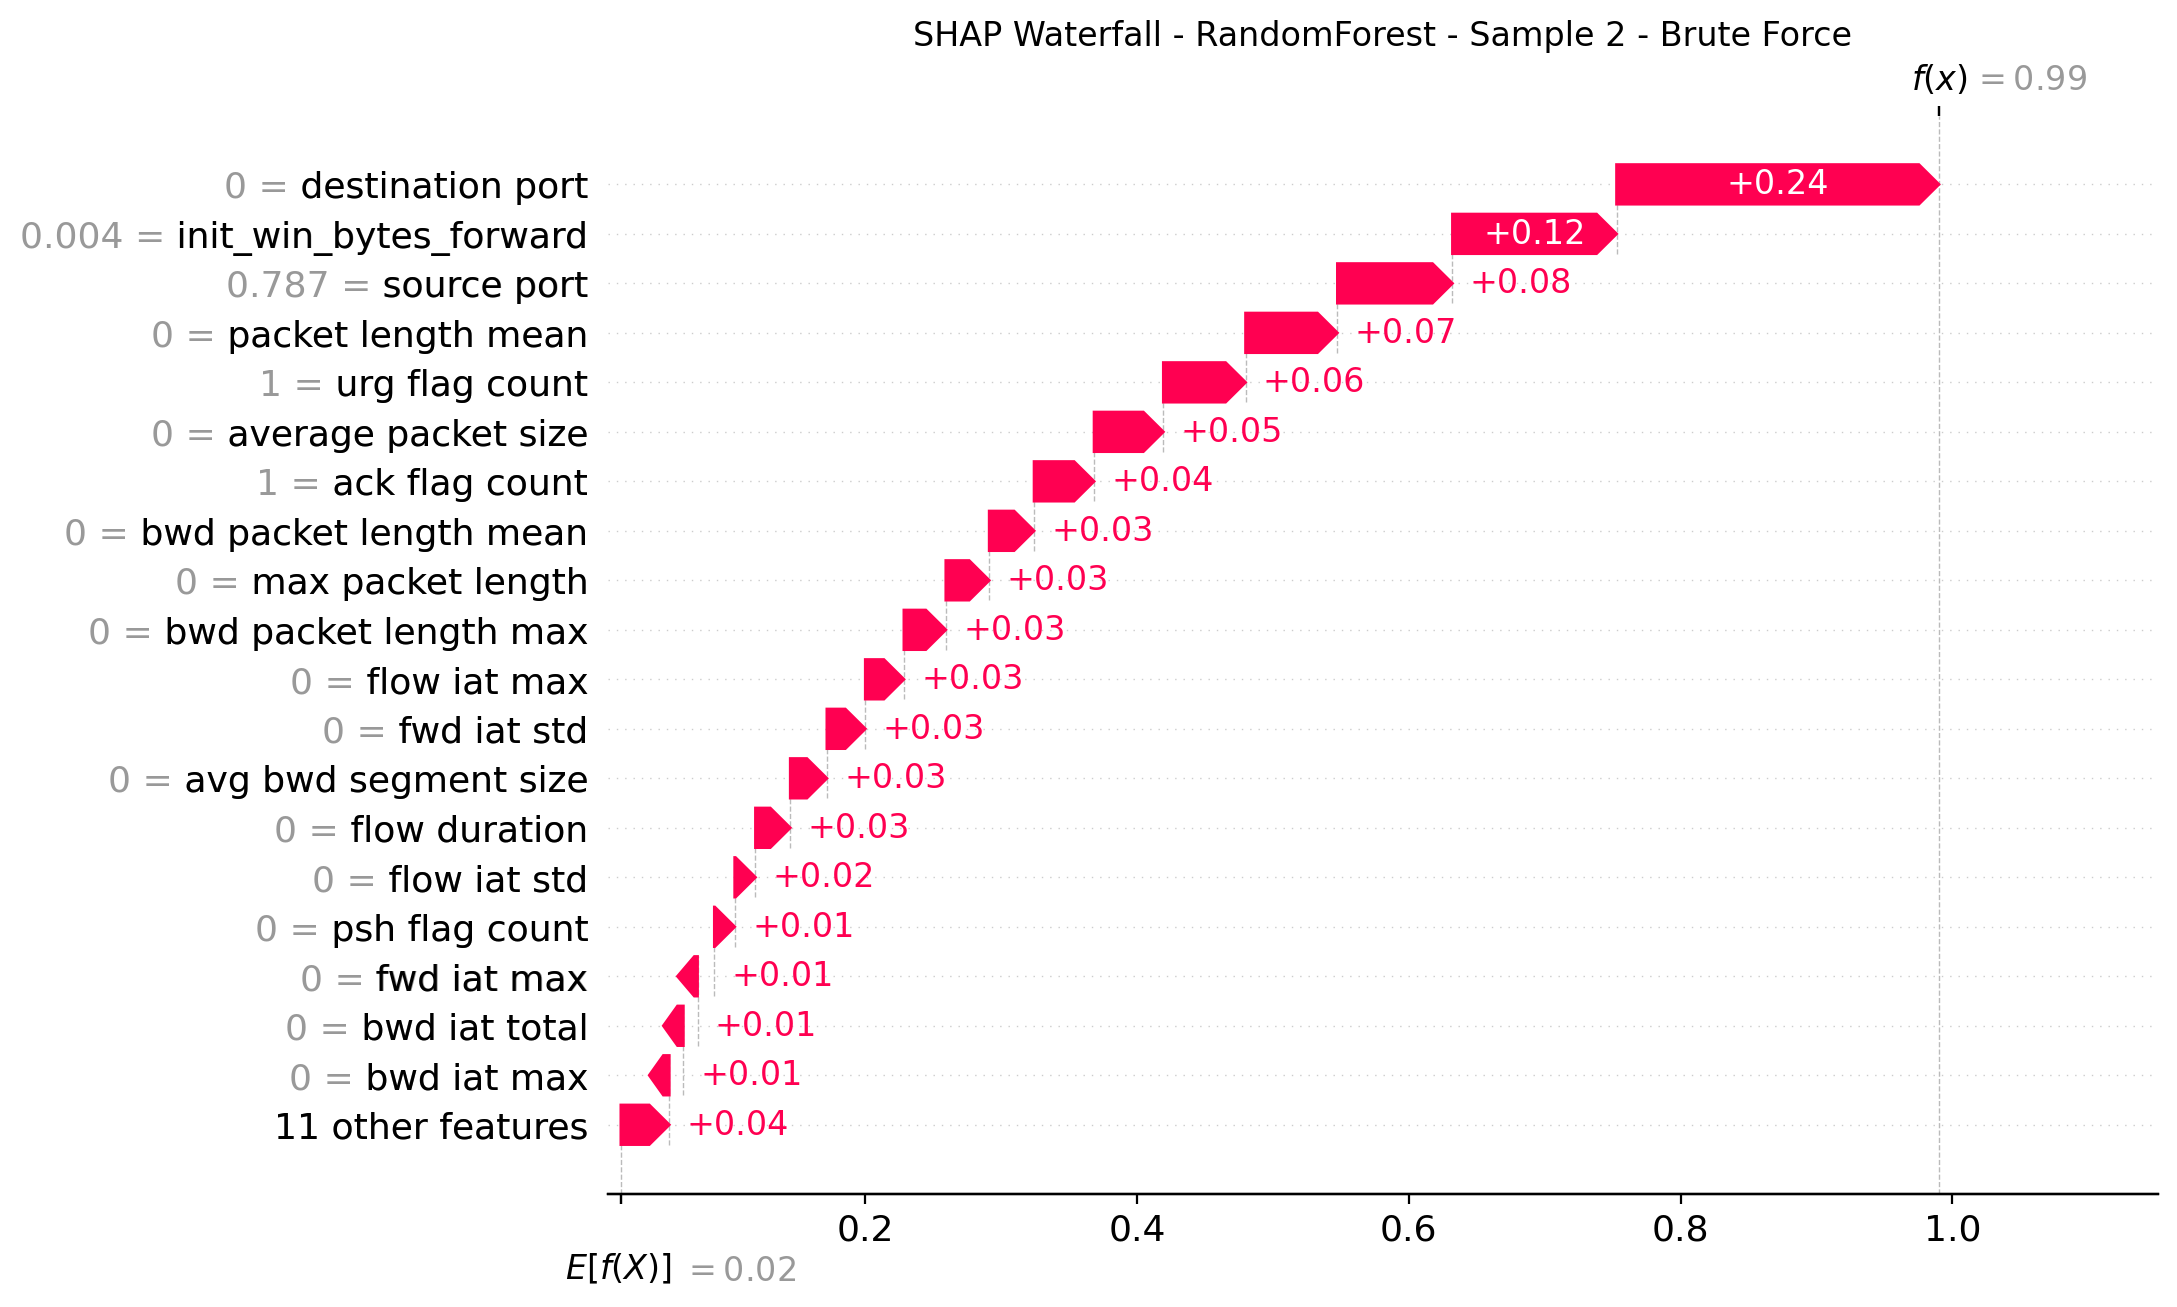 SHAP Waterfall - RandomForest - Sample 2 - Brute Force
f(x) = 0.99
0 = destination port +0.24
0.004 = init_win_bytes_forward +0.12
0.787 = source port +0.08
0 = packet length mean +0.07
1 = urg flag count +0.06
0 = average packet size +0.05
1 = ack flag count +0.04
0 = bwd packet length mean +0.03
0 = max packet length +0.03
0 = bwd packet length max +0.03
0 = flow iat max +0.03
0 = fwd iat std +0.03
0 = avg bwd segment size +0.03
0 = flow duration +0.03
0 = flow iat std +0.02
0 = psh flag count +0.01
0 = fwd iat max +0.01
0 = bwd iat total +0.01
0 = bwd iat max +0.01
11 other features +0.04
0.2 0.4 0.6 0.8 1.0
E[f(X)] = 0.02